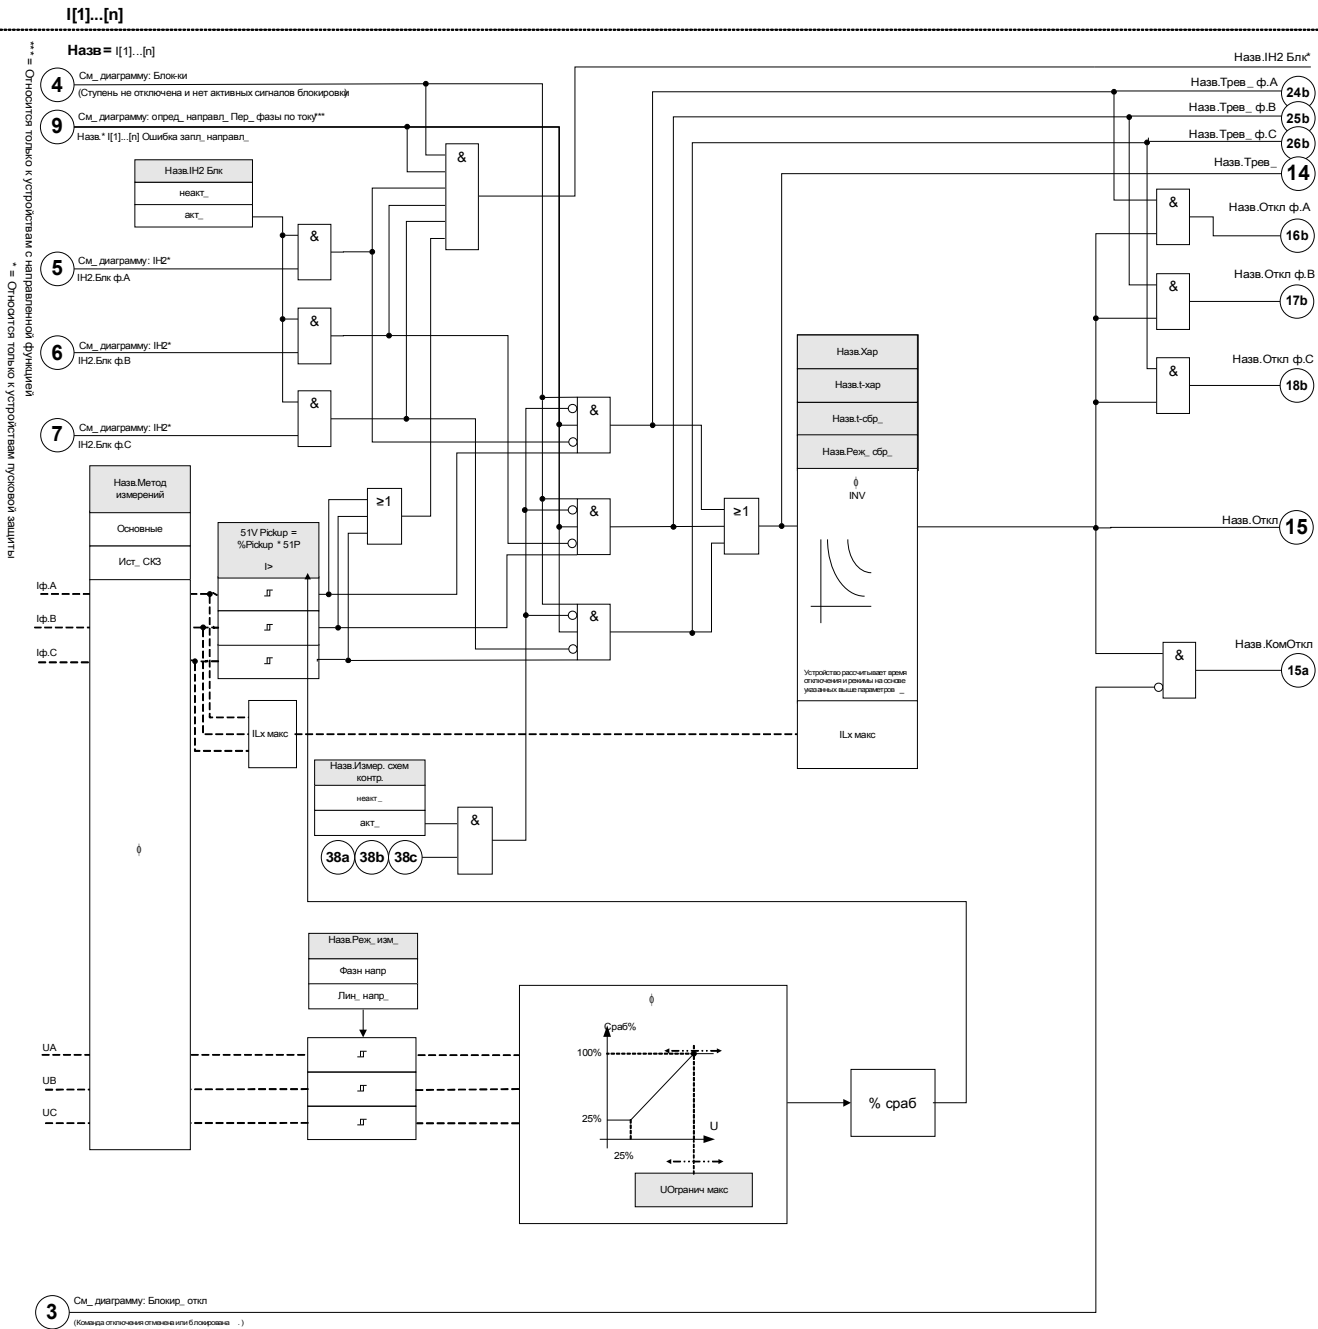 I[1]...[n]
Назв = I[1]...[n]
*** = Относится только к устройствам с направленной функцией
* = Относится только к устройствам пусковой защиты
4
См_ диаграмму: Блок-ки
(Ступень не отключена и нет активных сигналов блокировки)
9
См_ диаграмму: опред_ направл_ Пер_ фазы по току***
Назв.* I[1]...[n] Ошибка запл_ направл_
Назв.IH2 Блк
неакт_
акт_
5
См_ диаграмму: IH2*
IH2.Блк ф.A
6
См_ диаграмму: IH2*
IH2.Блк ф.B
7
См_ диаграмму: IH2*
IH2.Блк ф.C
&
&
&
&
Назв.Метод
измерений
Основные
Ист_ СКЗ
ϕ
Iф.A
Iф.B
Iф.C
51V Pickup =
%Pickup * 51P
I>
≥1
ILx макс
&
&
&
≥1
Назв.Хар
Назв.t-хар
Назв.t-сбр_
Назв.Реж_ сбр_
ϕ
INV
Устройство рассчитывает время
отключения и режимы на основе
указанных выше параметров _
ILx макс
Назв.IH2 Блк*
Назв.Трев_ ф.A
24b
Назв.Трев_ ф.B
25b
Назв.Трев_ ф.C
26b
Назв.Трев_
14
&
Назв.Откл ф.A
16b
&
Назв.Откл ф.B
17b
&
Назв.Откл ф.C
18b
Назв.Откл
15
&
Назв.КомОткл
15a
Назв.Измер. схем
контр.
неакт_
акт_
38a 38b 38c
&
Назв.Реж_ изм_
Фазн напр
Лин_ напр_
UA
UB
UC
ϕ
Сраб%
100%
25%
U
25%
UОгранич макс
% сраб
3
См_ диаграмму: Блокир_ откл
(Команда отключения отменена или блокирована .)